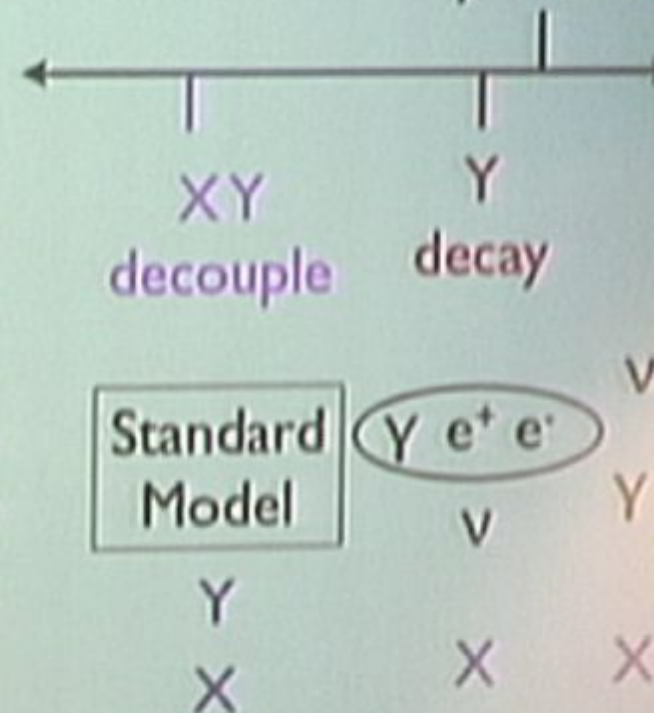 XY
decouple
Y
decay
Standard
Model
γ e⁺ e⁻
ν
Y
X
X
ν
γ
X